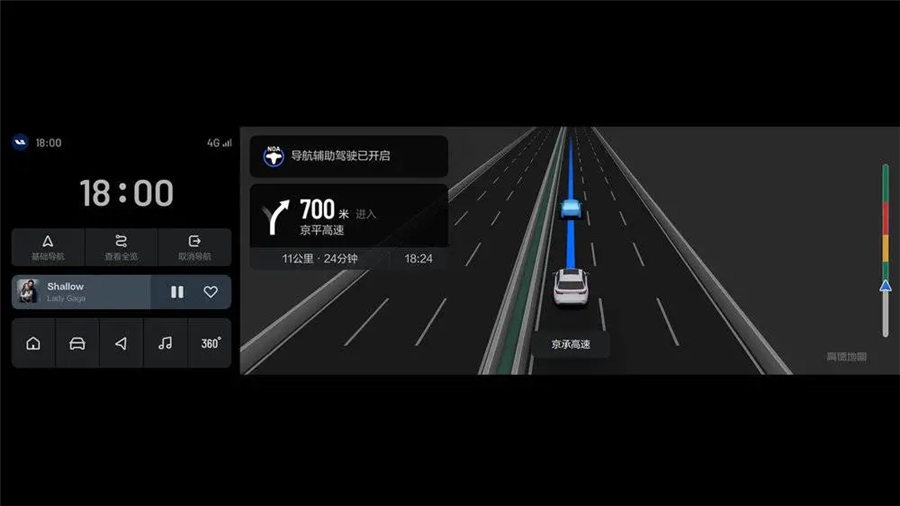 18:00
4G
18:00
基础导航
查看全览
取消导航
Shallow
Lady Gaga
360°
NOA
导航辅助驾驶已开启
700 米 进入
京平高速
11公里 · 24分钟
18:24
京承高速
高德地图